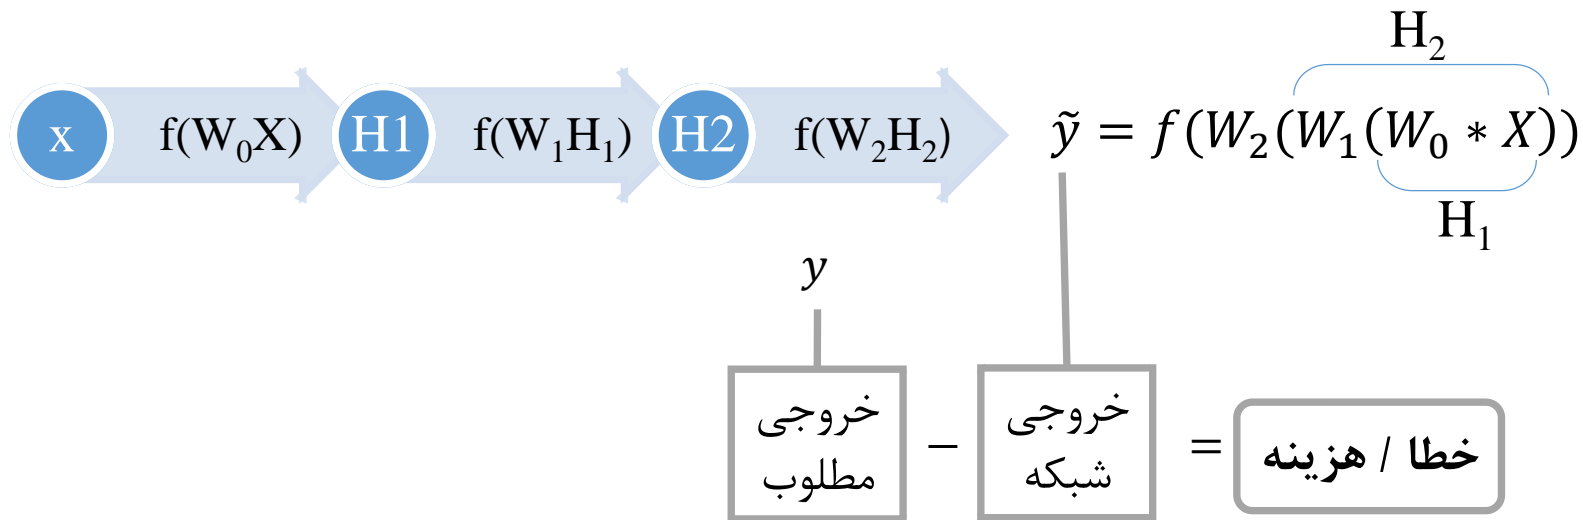 H₂
x f(W₀X) H1 f(W₁H₁) H2 f(W₂H₂) ỹ = f(W₂(W₁(W₀ * X))
H₁
y
خروجی مطلوب − خروجی شبکه = خطا / هزینه